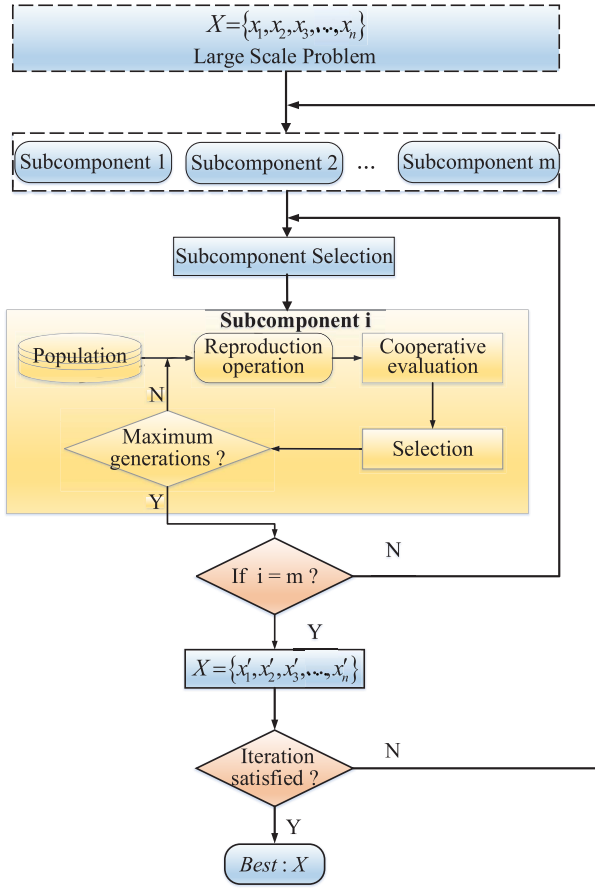 X={x₁,x₂,x₃,...,xₙ}
Large Scale Problem
Subcomponent 1 Subcomponent 2 ... Subcomponent m
Subcomponent Selection
Subcomponent i
Population
Reproduction
operation
Cooperative
evaluation
N
Maximum
generations ?
Selection
Y
If i = m ?
N
Y
X={x′₁,x′₂,x′₃,...,x′ₙ}
Iteration
satisfied ?
N
Y
Best : X